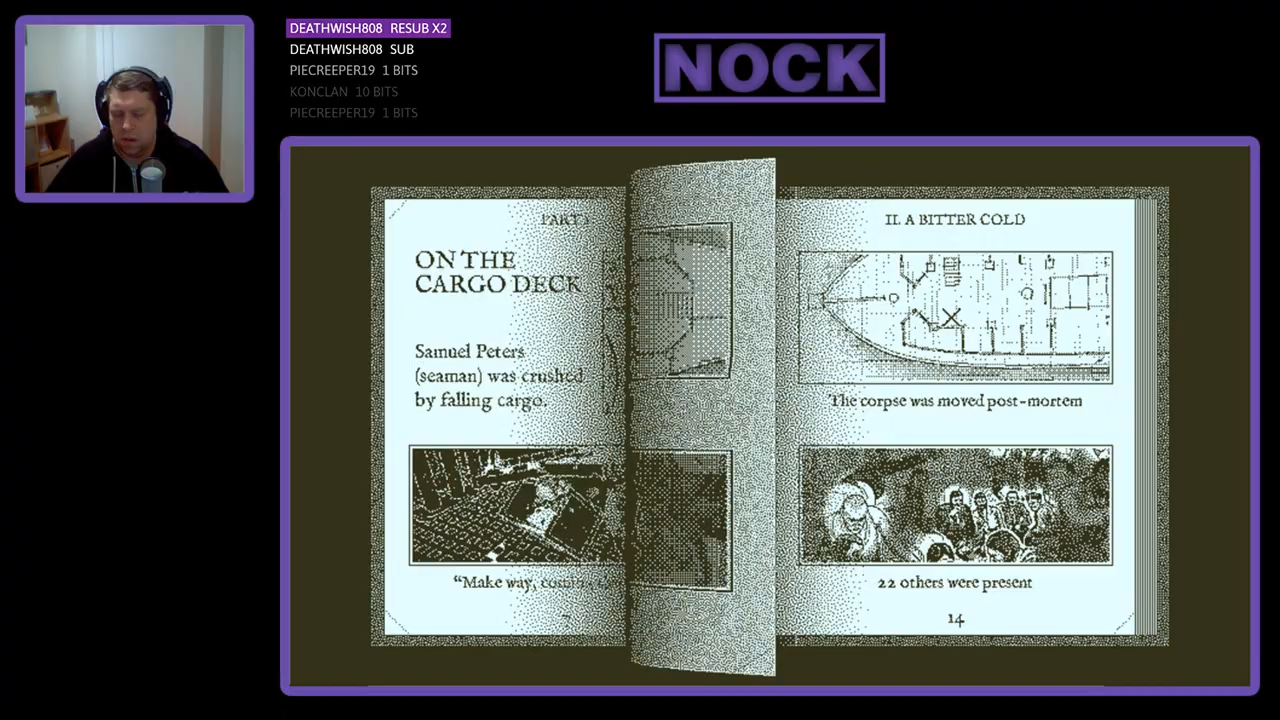 DEATHWISH808 RESUB X2
DEATHWISH808 SUB
PIECREEPER19 1 BITS
KONCLAN 10 BITS
PIECREEPER19 1 BITS
NOCK
PART
ON THE
CARGO DECK
Samuel Peters
(seaman) was crushed
by falling cargo.
"Make way,
II. A BITTER COLD
The corpse was moved post-mortem
22 others were present
14